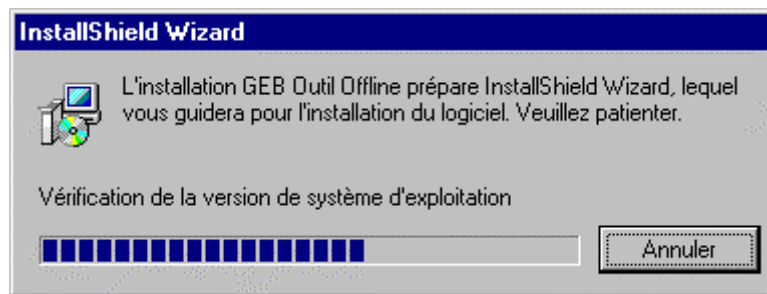 InstallShield Wizard
L'installation GEB Outil Offline prépare InstallShield Wizard, lequel
vous guidera pour l'installation du logiciel. Veuillez patienter.
Vérification de la version de système d'exploitation
Annuler